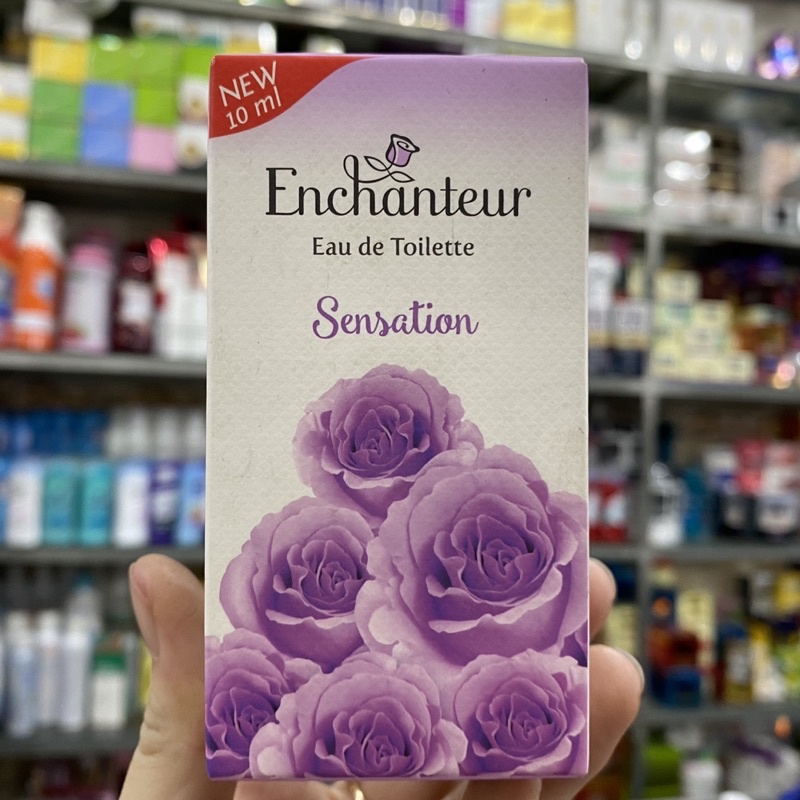 NEW
10 ml
Enchanteur
Eau de Toilette
Sensation